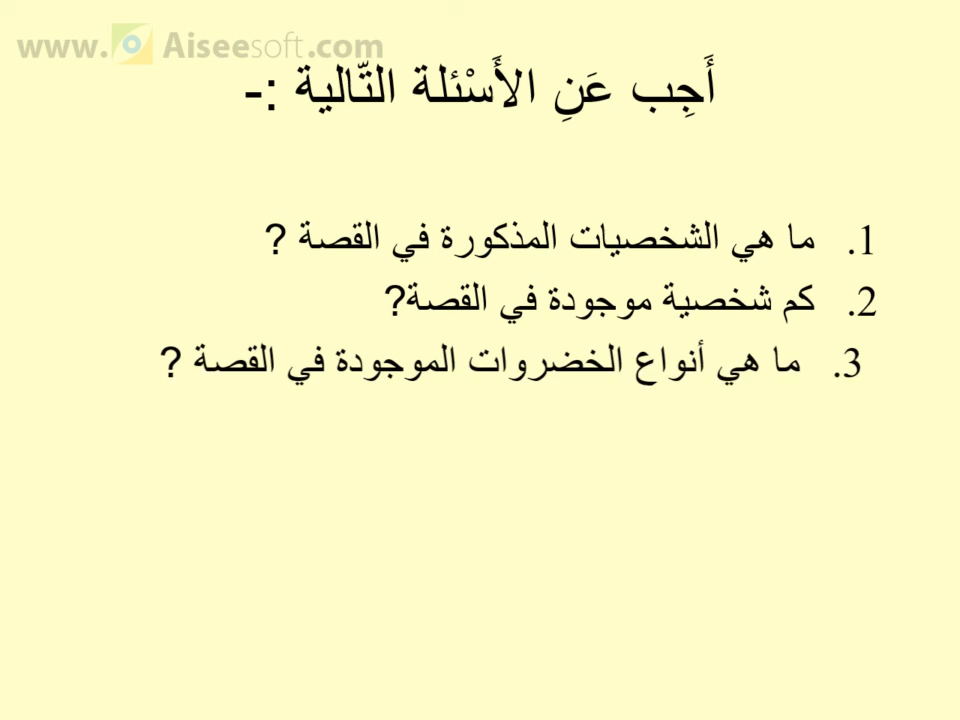 www.Aiseesoft.com
أَجِب عَنِ الأَسْئلة التّالية :-
1. ما هي الشخصيات المذكورة في القصة ?
2. كم شخصية موجودة في القصة?
3. ما هي أنواع الخضروات الموجودة في القصة ?